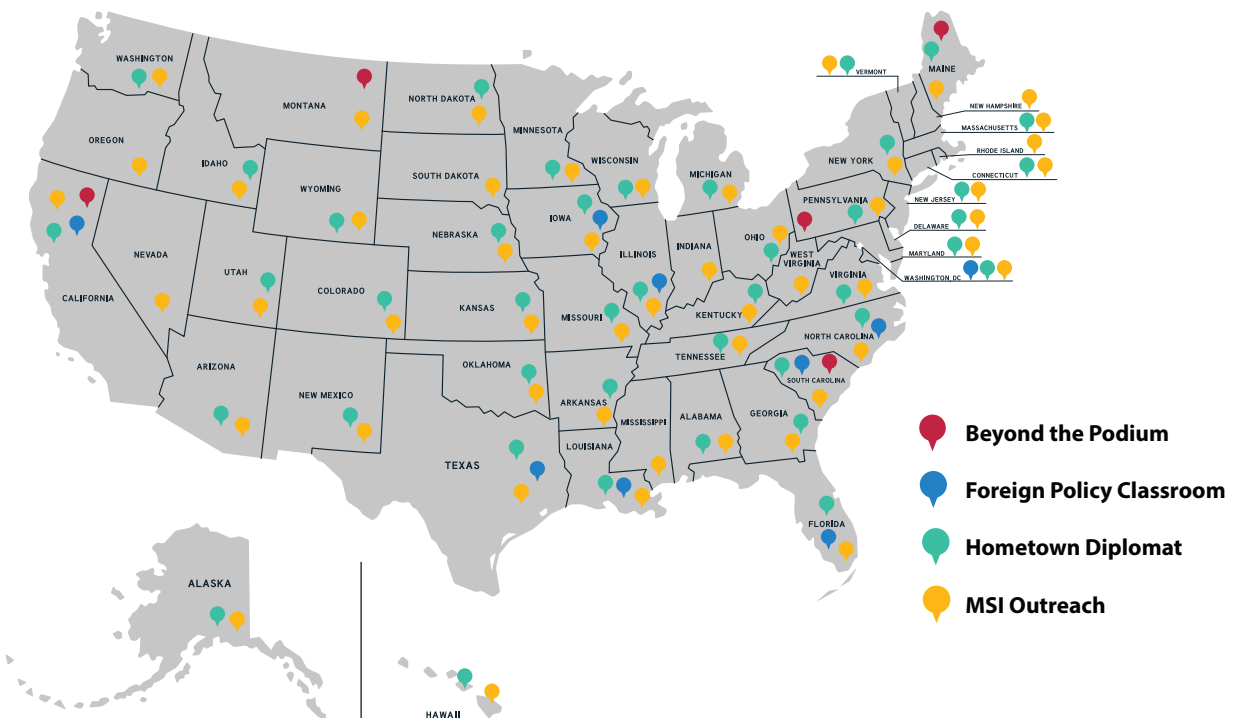 WASHINGTON
MONTANA
NORTH DAKOTA
MINNESOTA
VERMONT
MAINE
NEW HAMPSHIRE
MASSACHUSETTS
RHODE ISLAND
CONNECTICUT
OREGON
IDAHO
WYOMING
SOUTH DAKOTA
WISCONSIN
MICHIGAN
NEW YORK
PENNSYLVANIA
NEW JERSEY
DELAWARE
MARYLAND
WASHINGTON, DC
NEVADA
UTAH
COLORADO
NEBRASKA
IOWA
ILLINOIS
INDIANA
OHIO
WEST
VIRGINIA
VIRGINIA
CALIFORNIA
KANSAS
MISSOURI
KENTUCKY
NORTH CAROLINA
TENNESSEE
SOUTH CAROLINA
ARIZONA
NEW MEXICO
OKLAHOMA
ARKANSAS
MISSISSIPPI
ALABAMA
GEORGIA
TEXAS
LOUISIANA
FLORIDA
ALASKA
HAWAII
Beyond the Podium
Foreign Policy Classroom
Hometown Diplomat
MSI Outreach